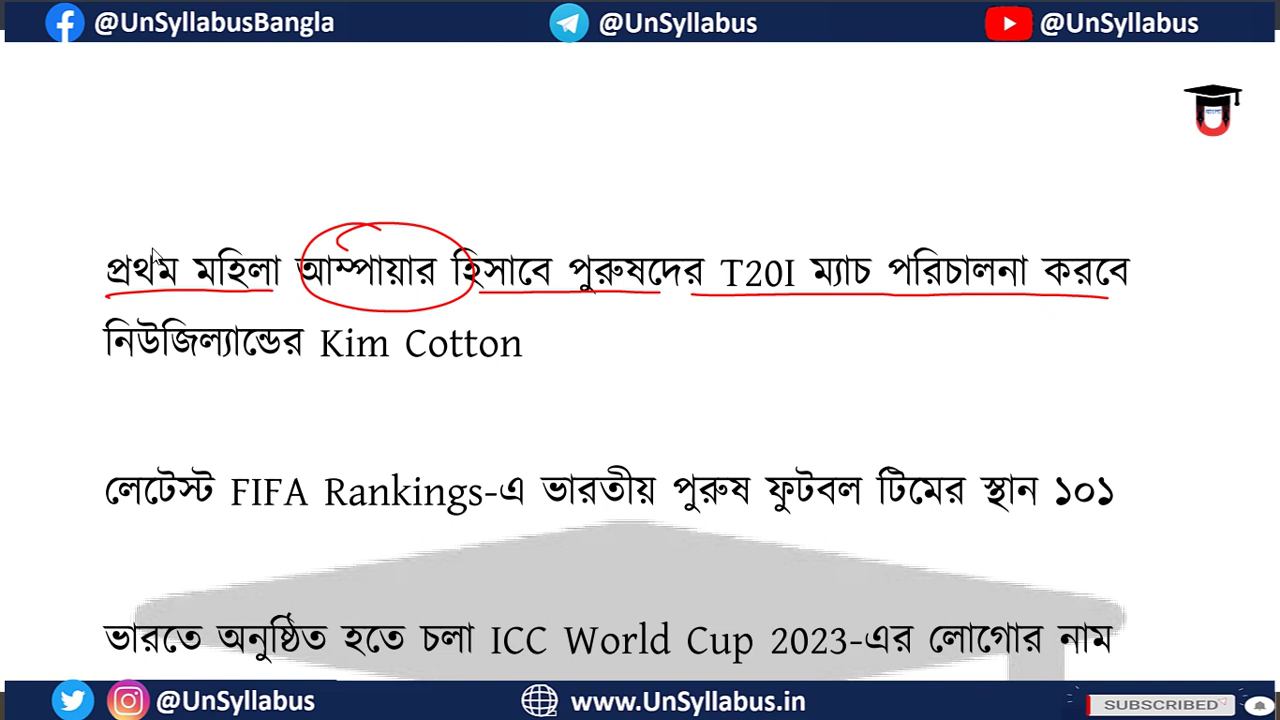 @UnSyllabusBangla
@UnSyllabus
@UnSyllabus
প্রথম মহিলা আম্পায়ার হিসাবে পুরুষদের T20I ম্যাচ পরিচালনা করবে
নিউজিল্যান্ডের Kim Cotton
লেটেস্ট FIFA Rankings-এ ভারতীয় পুরুষ ফুটবল টিমের স্থান ১০১
ভারতে অনুষ্ঠিত হতে চলা ICC World Cup 2023-এর লোগোর নাম
@UnSyllabus
www.UnSyllabus.in
SUBSCRIBED